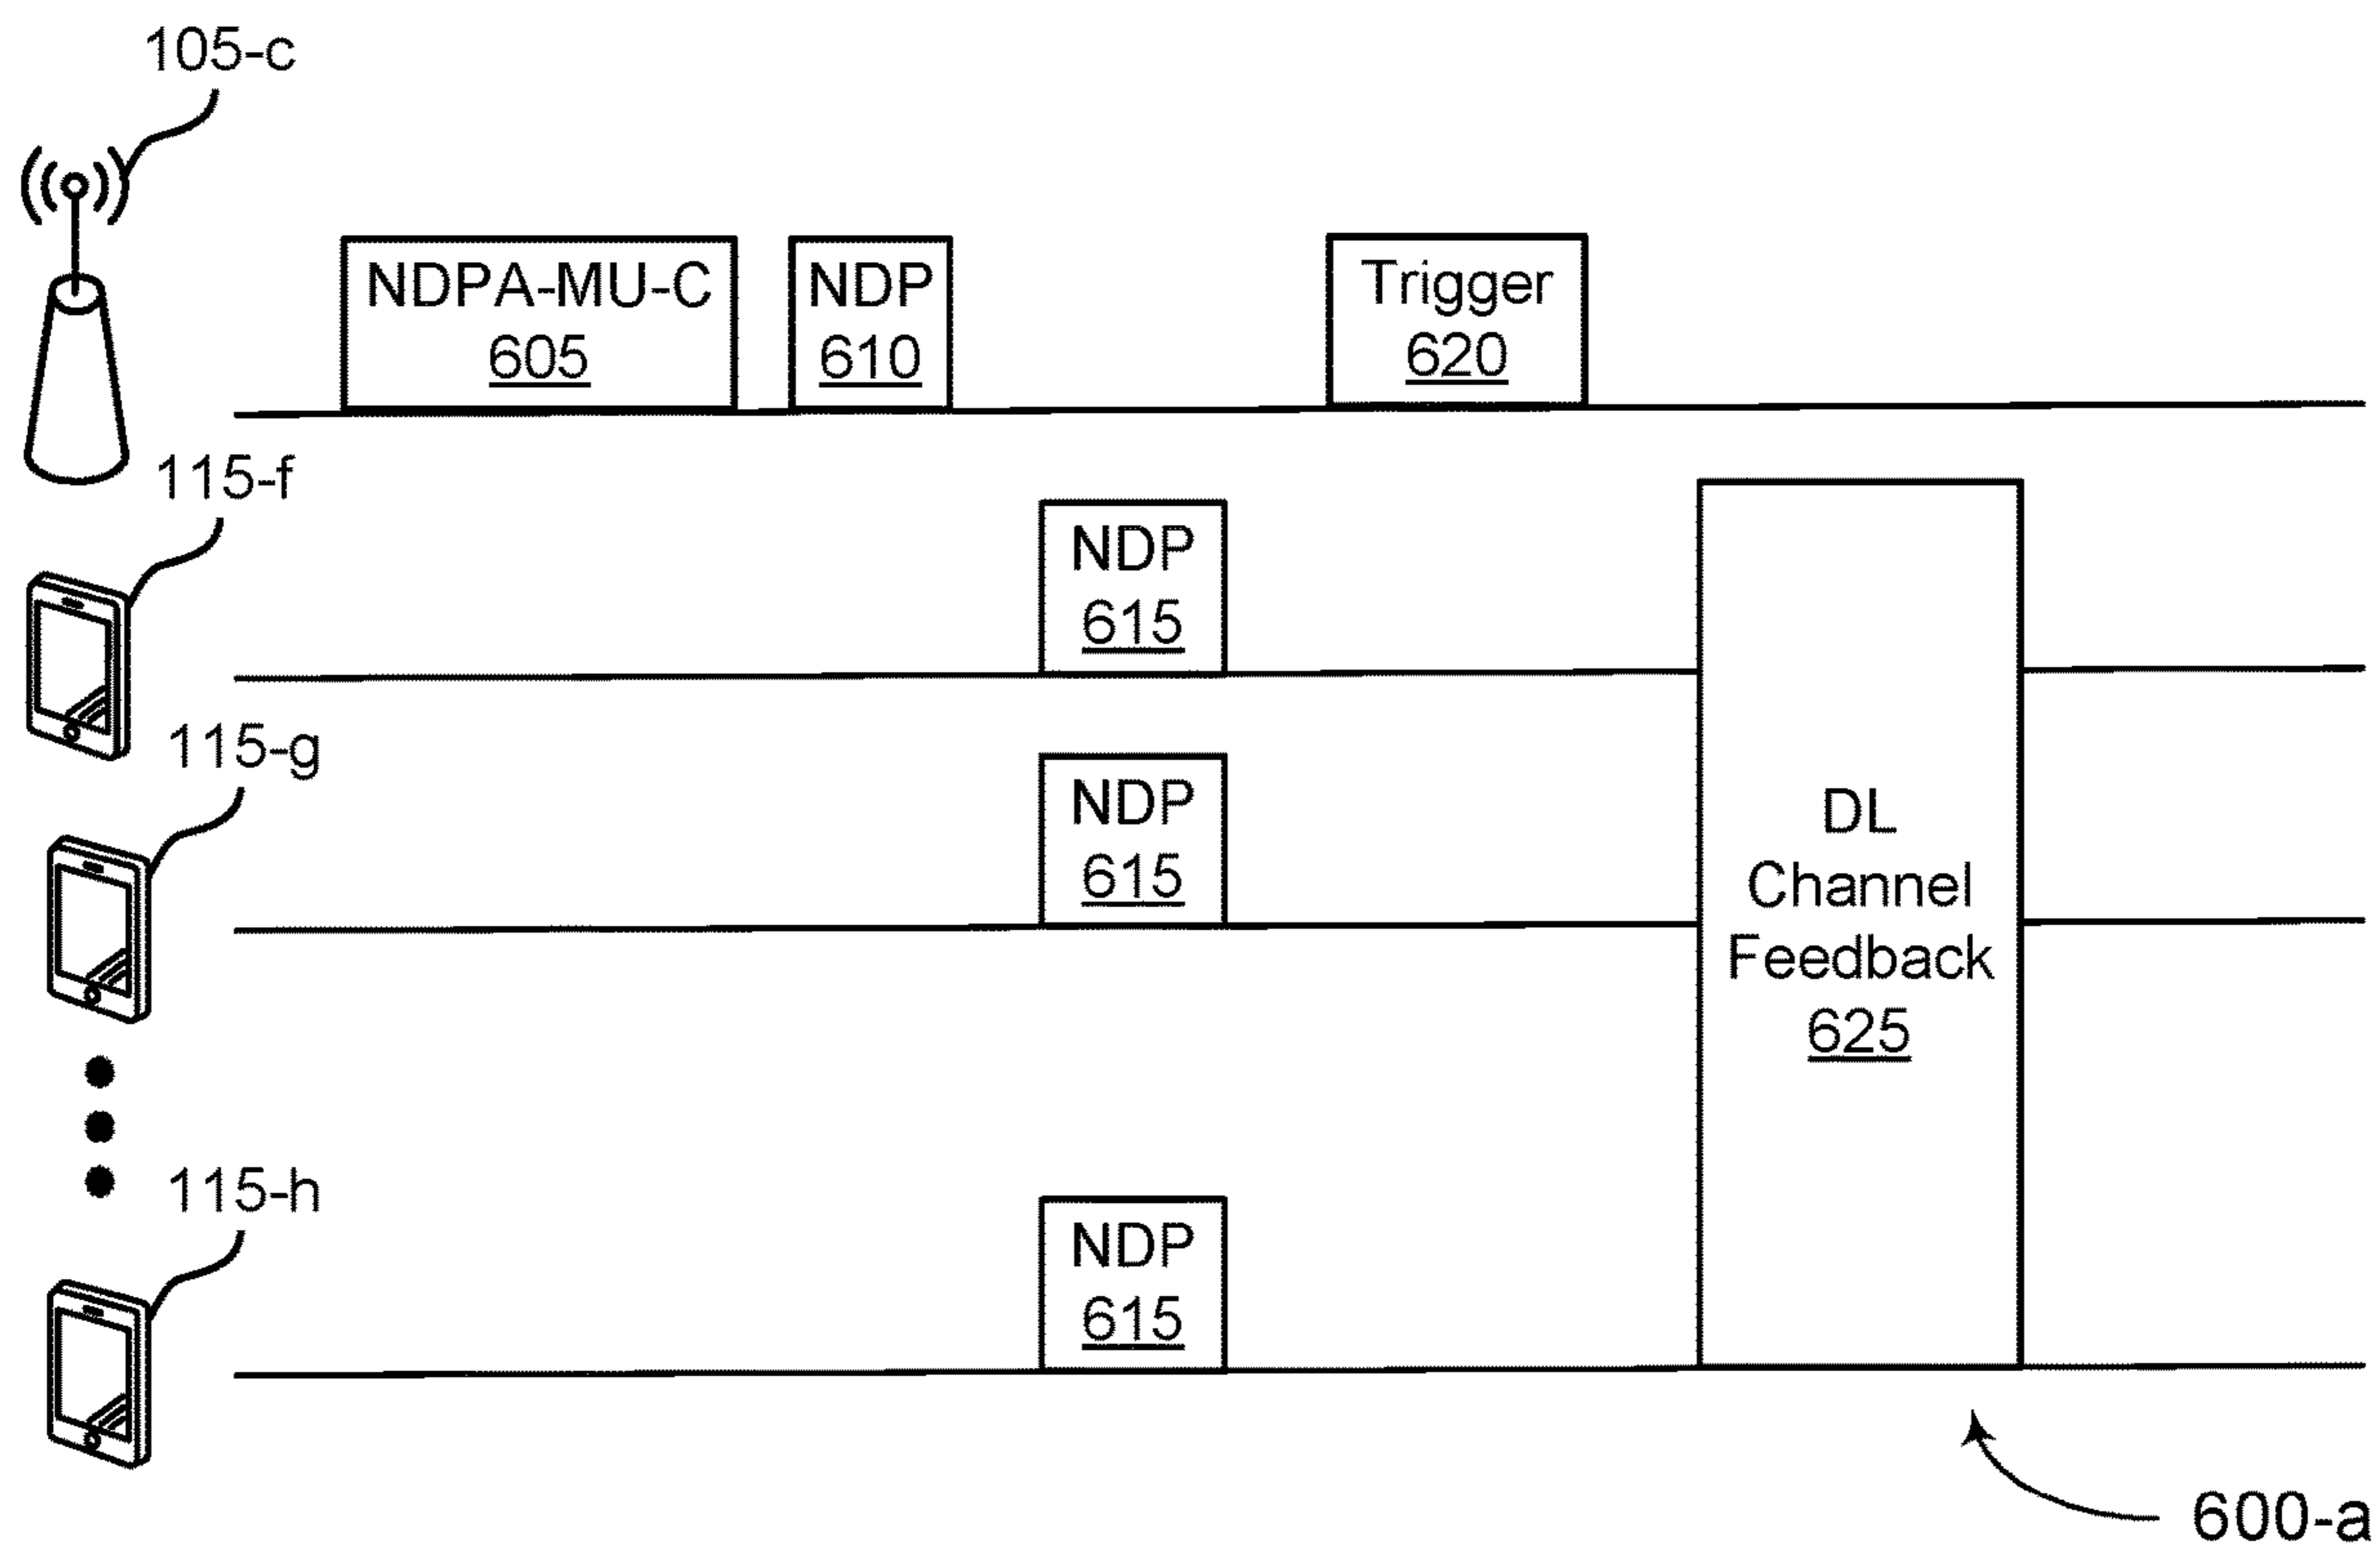 105-c
NDPA-MU-C
605
NDP
610
Trigger
620
115-f
NDP
615
115-g
NDP
615
DL
Channel
Feedback
625
115-h
NDP
615
600-a